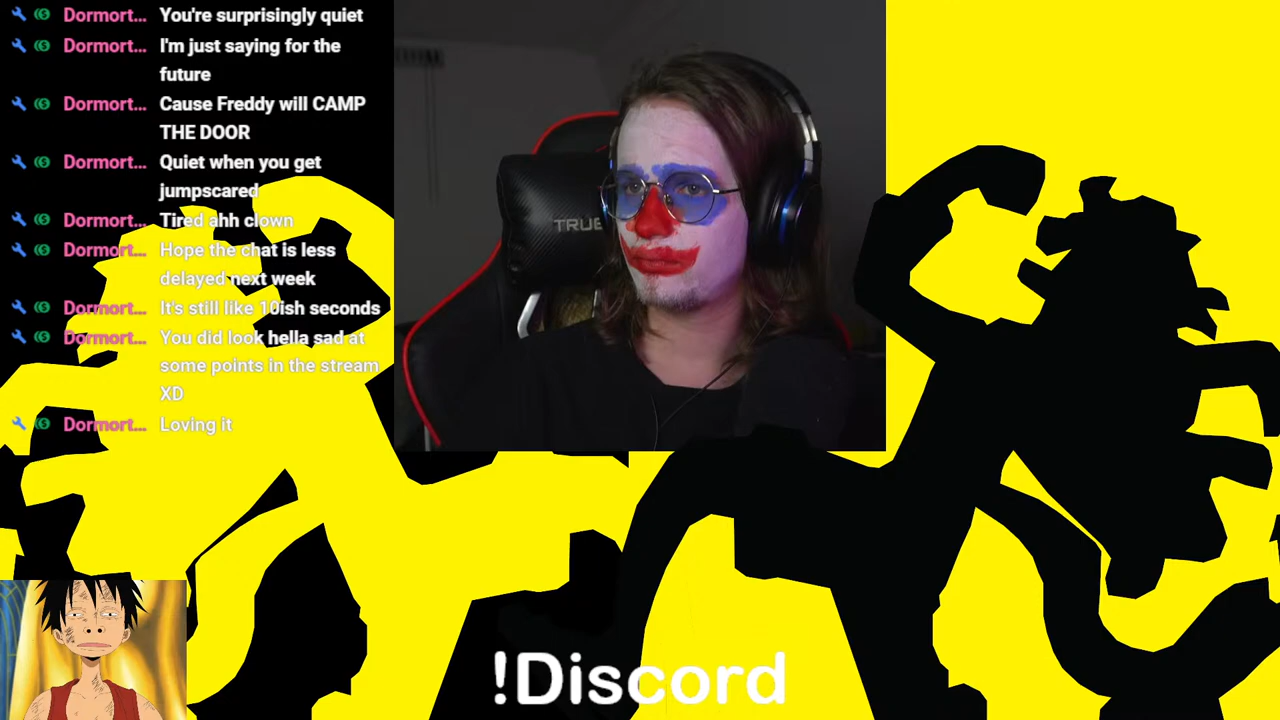 Dormort... You're surprisingly quiet
Dormort... I'm just saying for the
future
Dormort... Cause Freddy will CAMP
THE DOOR
Dormort... Quiet when you get
jumpscared
Dormort... Tired ahh clown
Dormort... Hope the chat is less
delayed next week
Dormort... It's still like 10ish seconds
Dormort... You did look hella sad at
some points in the stream
XD
Dormort... Loving it
TRUE
!Discord